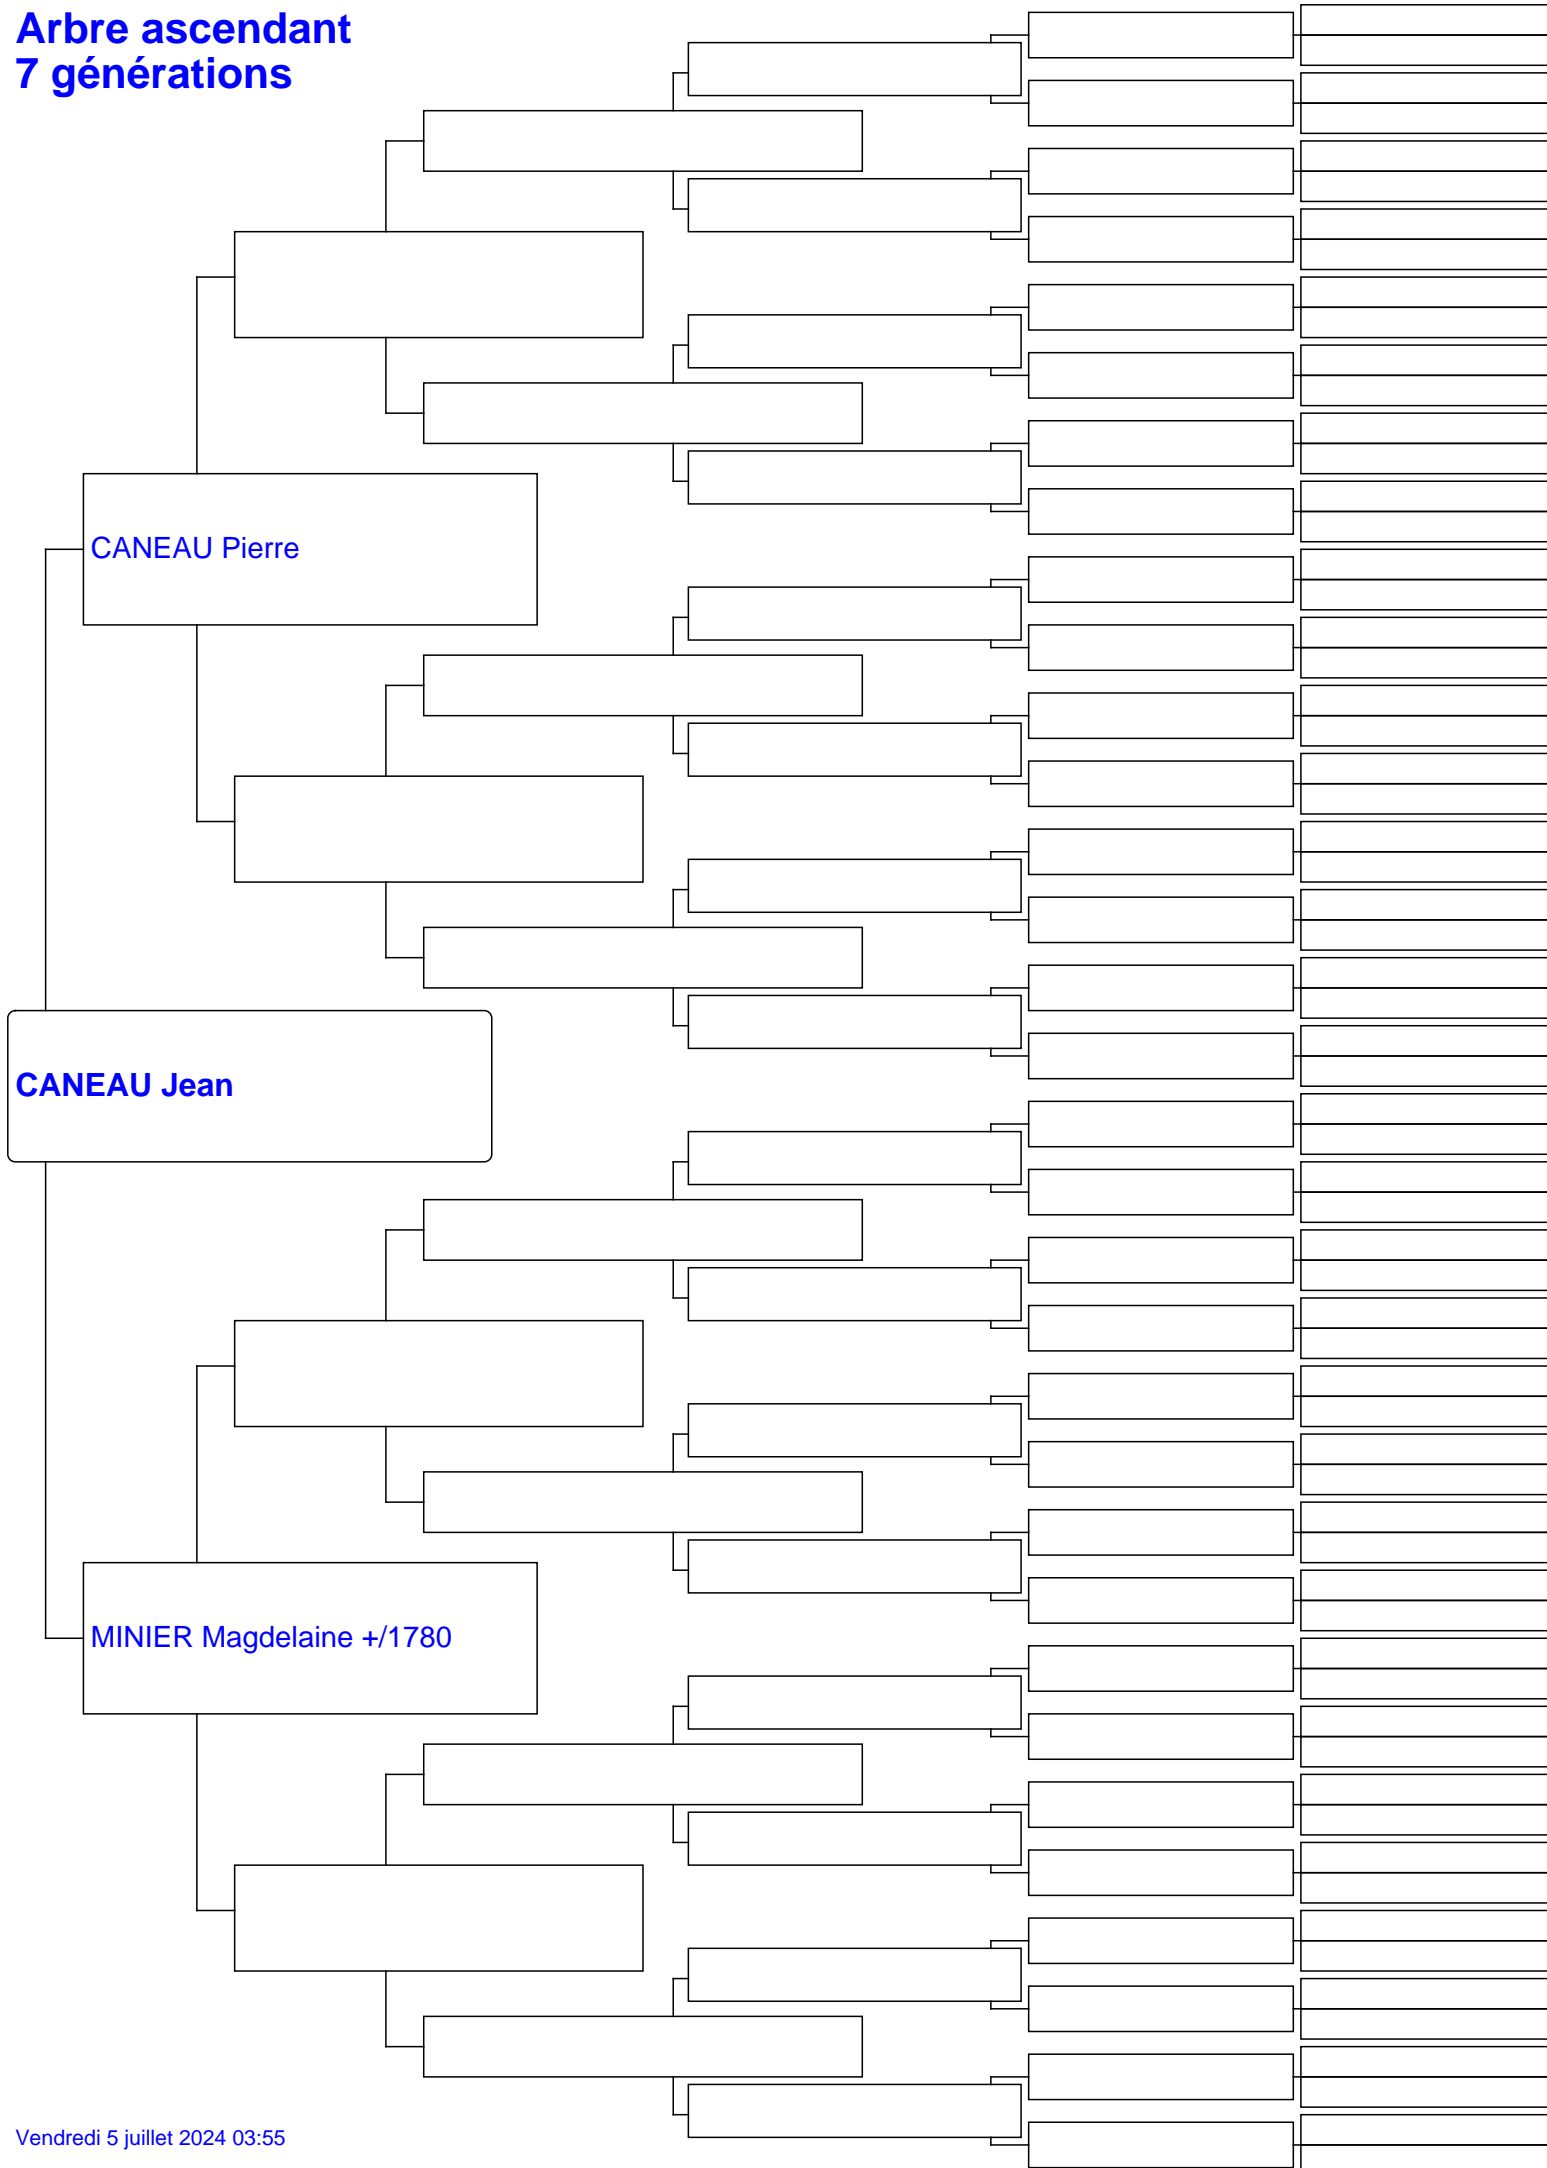 Arbre ascendant
7 générations
CANEAU Pierre
CANEAU Jean
MINIER Magdelaine +/1780
Vendredi 5 juillet 2024 03:55